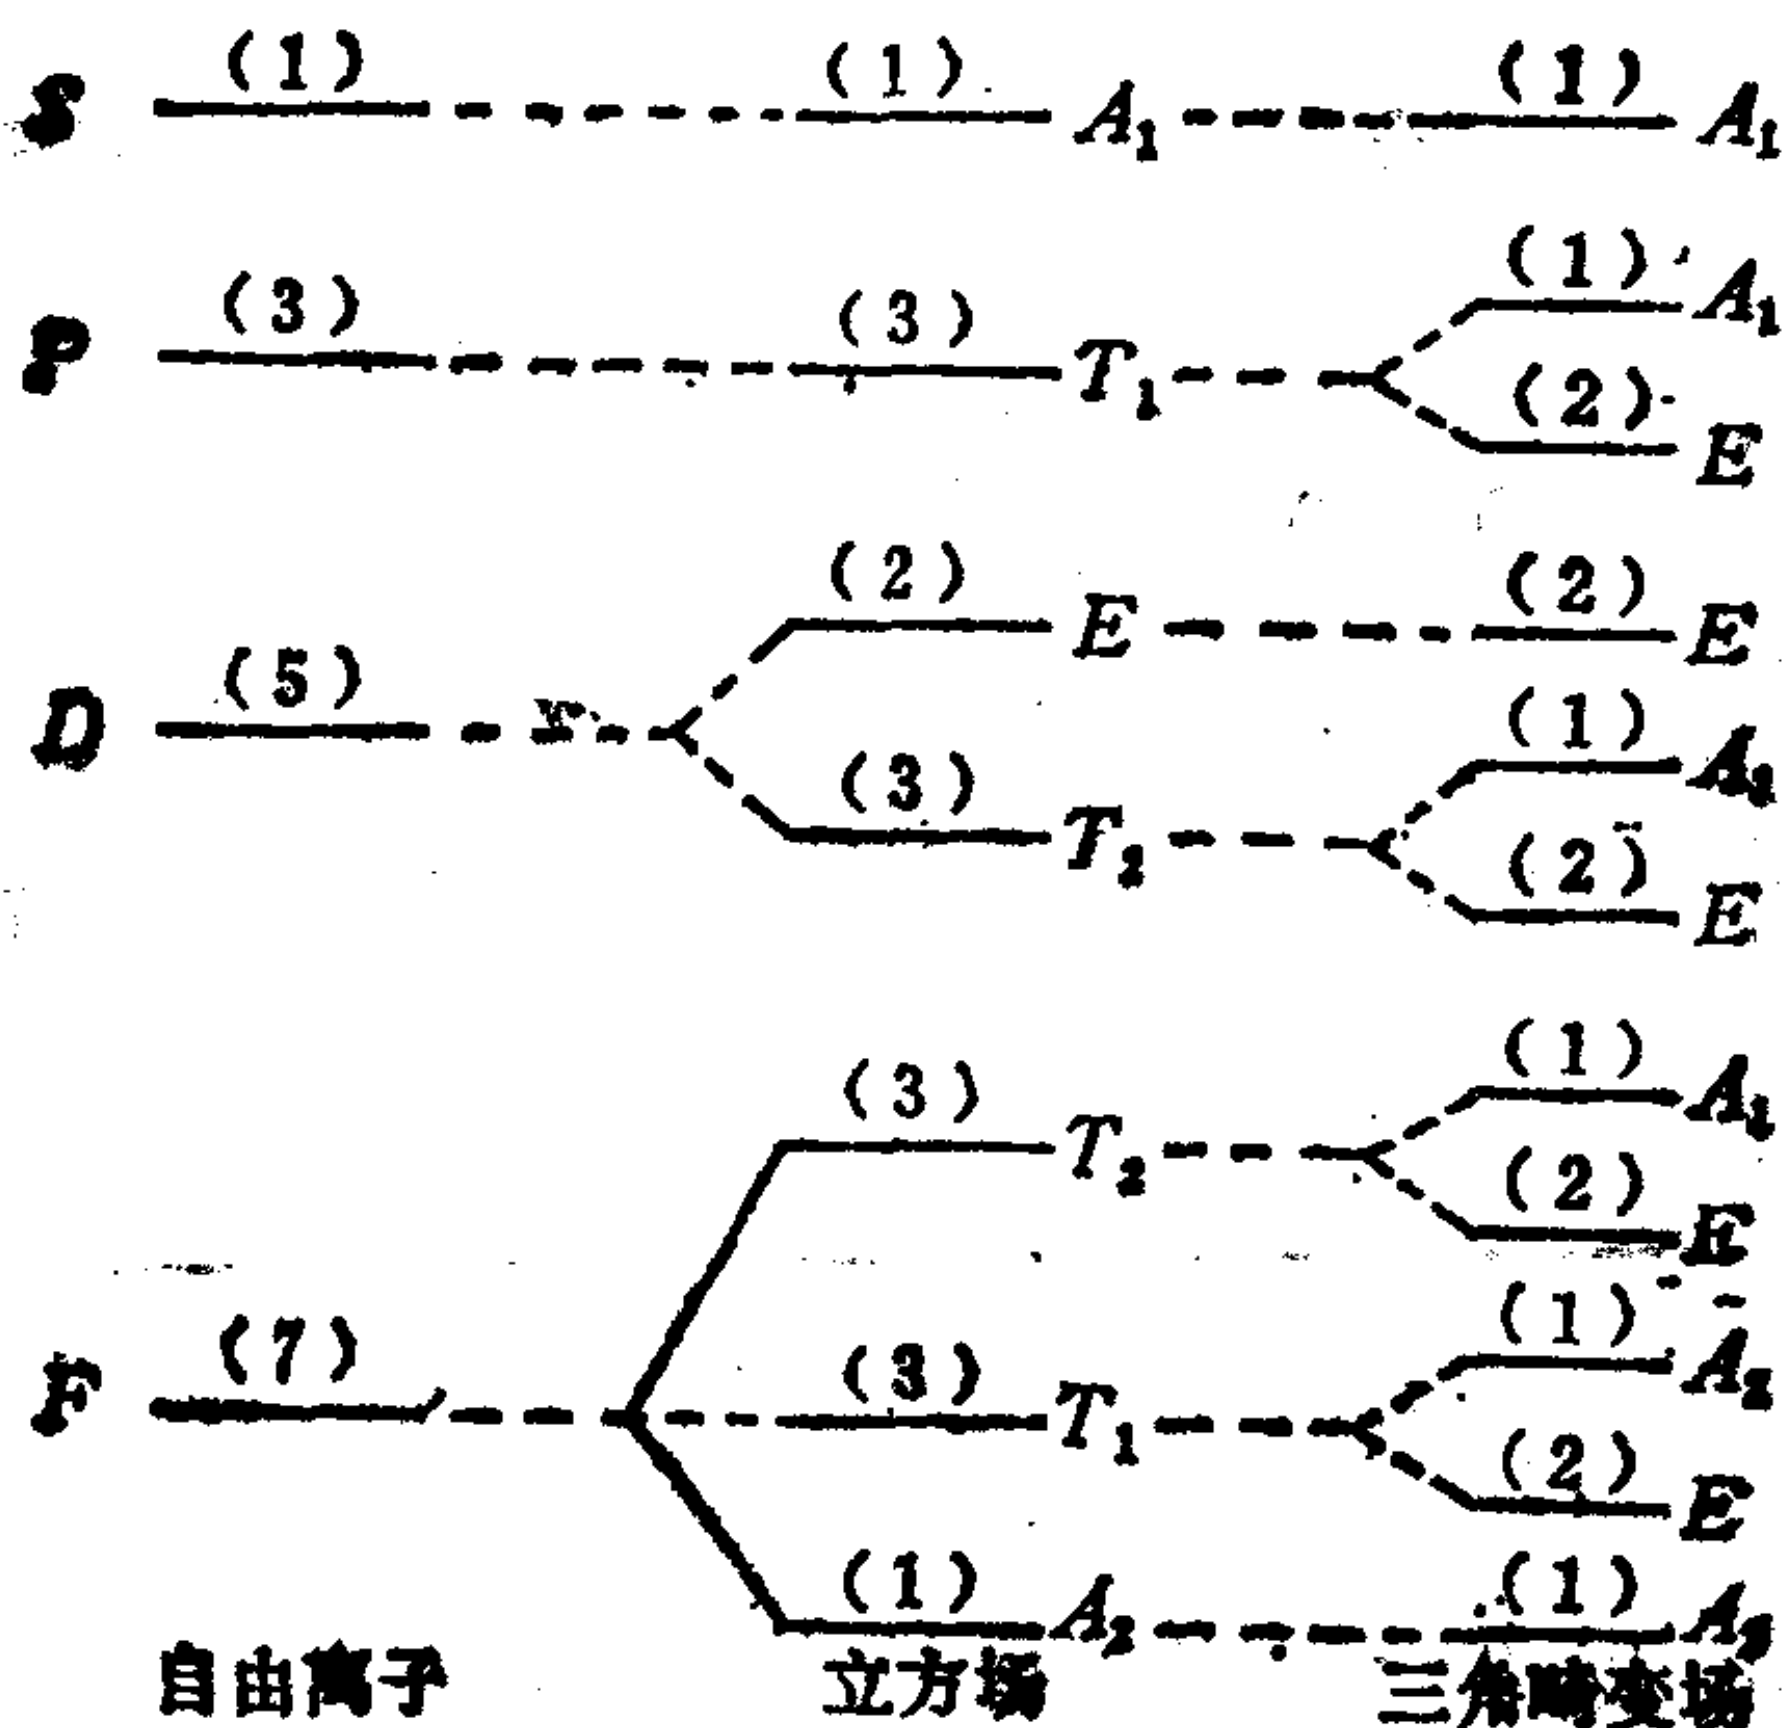 S (1) (1) A₁ (1) A₁
P (3) (3) T₁ (1) A₁
(2) E
D (5) (2) E (2) E
(3) T₂ (1) A₁
(2) E
F (7) (3) T₂ (1) A₁
(2) E
(3) T₁ (1) A₂
(2) E
(1) A₂ (1) A₂
自由离子 立方场 三角畸变场